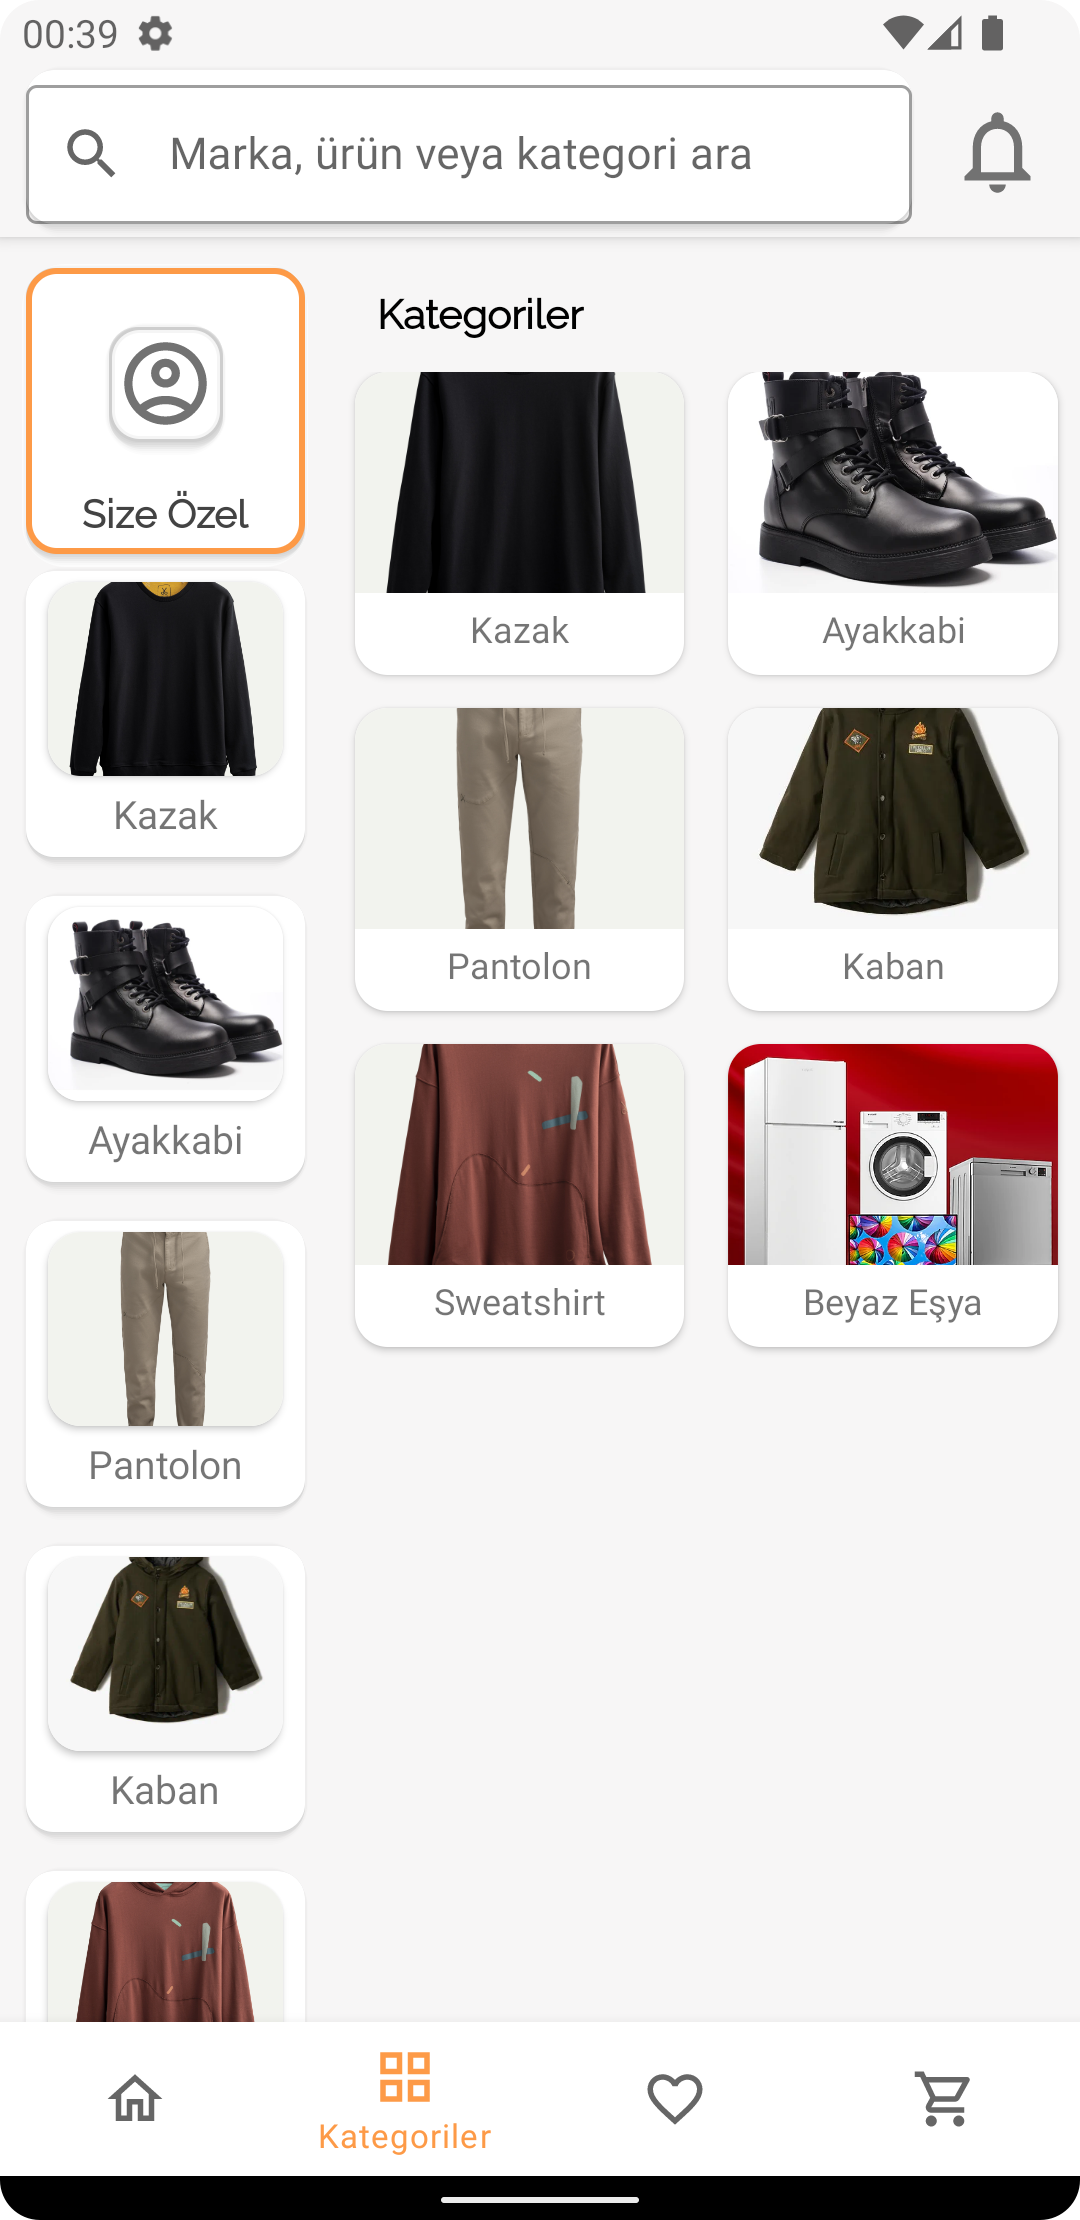 00:39
Marka, ürün veya kategori ara
Size Özel
Kazak
Ayakkabi
Pantolon
Kaban
Kategoriler
Kazak
Ayakkabi
Pantolon
Kaban
Sweatshirt
Beyaz Eşya
Kategoriler